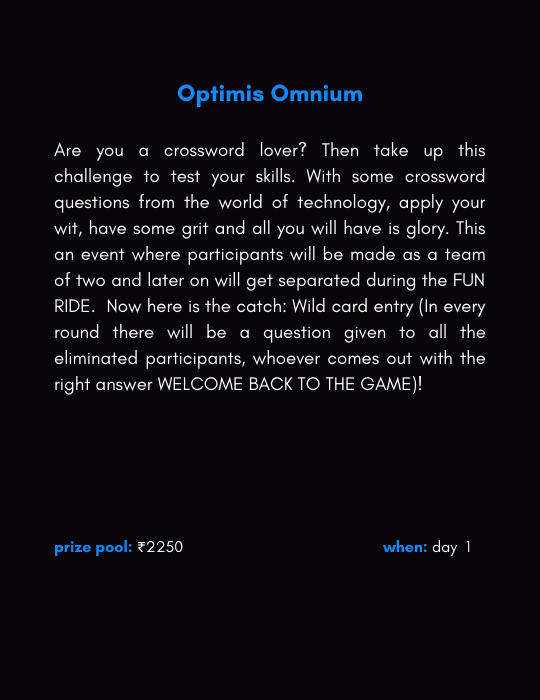 Optimis Omnium
Are you a crossword lover? Then take up this
challenge to test your skills. With some crossword
questions from the world of technology, apply your
wit, have some grit and all you will have is glory. This
an event where participants will be made as a team
of two and later on will get separated during the FUN
RIDE. Now here is the catch: Wild card entry (In every
round there will be a question given to all the
eliminated participants, whoever comes out with the
right answer WELCOME BACK TO THE GAME)!
prize pool: ₹2250
when: day 1